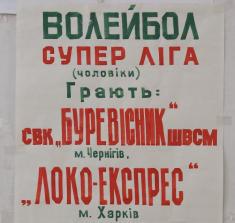 ВОЛЕЙБОЛ
СУПЕР ЛІГА
(чоловіки)
Грають:
СВК „БУРЕВІСНИК" ШВСМ
м. Чернігів.
„ЛОКО-ЕКСПРЕС"
м. Харків